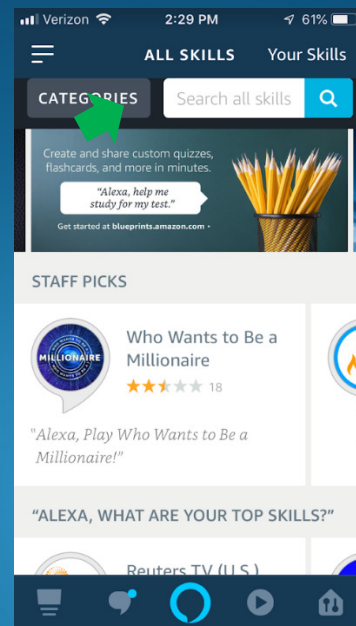 Verizon 2:29 PM 61%
ALL SKILLS Your Skills
CATEGORIES Search all skills
Create and share custom quizzes,
flashcards, and more in minutes.
"Alexa, help me
study for my test."
Get started at blueprints.amazon.com ›
STAFF PICKS
MILLIONAIRE
Who Wants to Be a
Millionaire
18
"Alexa, Play Who Wants to Be a
Millionaire!"
"ALEXA, WHAT ARE YOUR TOP SKILLS?"
Reuters TV (U.S.)